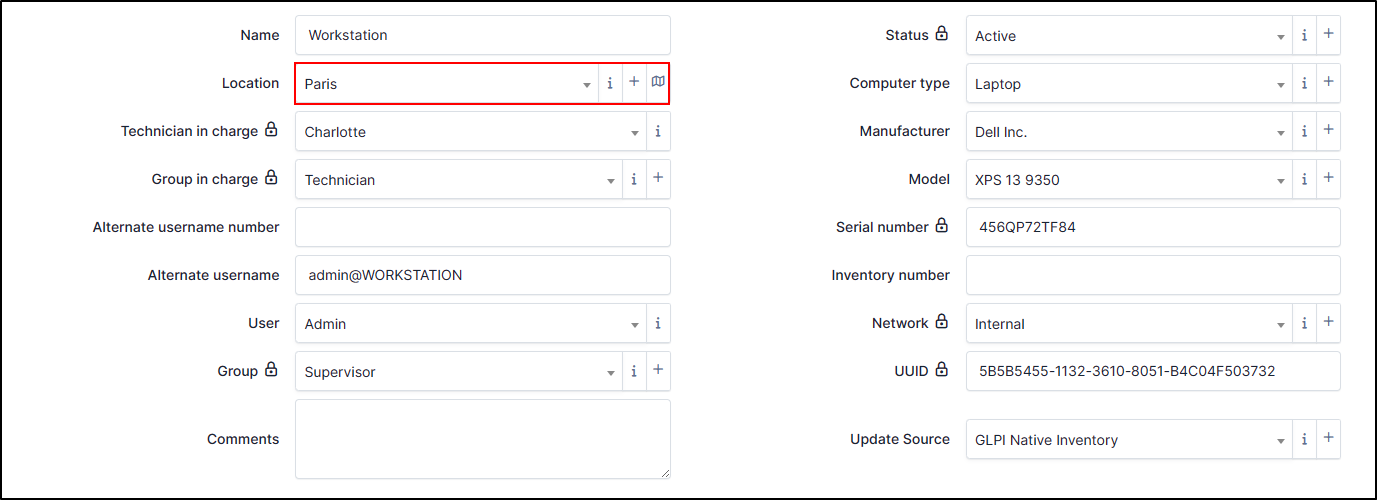 Name Workstation
Location Paris
Technician in charge Charlotte
Group in charge Technician
Alternate username number
Alternate username admin@WORKSTATION
User Admin
Group Supervisor
Comments
Status Active
Computer type Laptop
Manufacturer Dell Inc.
Model XPS 13 9350
Serial number 456QP72TF84
Inventory number
Network Internal
UUID 5B5B5455-1132-3610-8051-B4C04F503732
Update Source GLPI Native Inventory